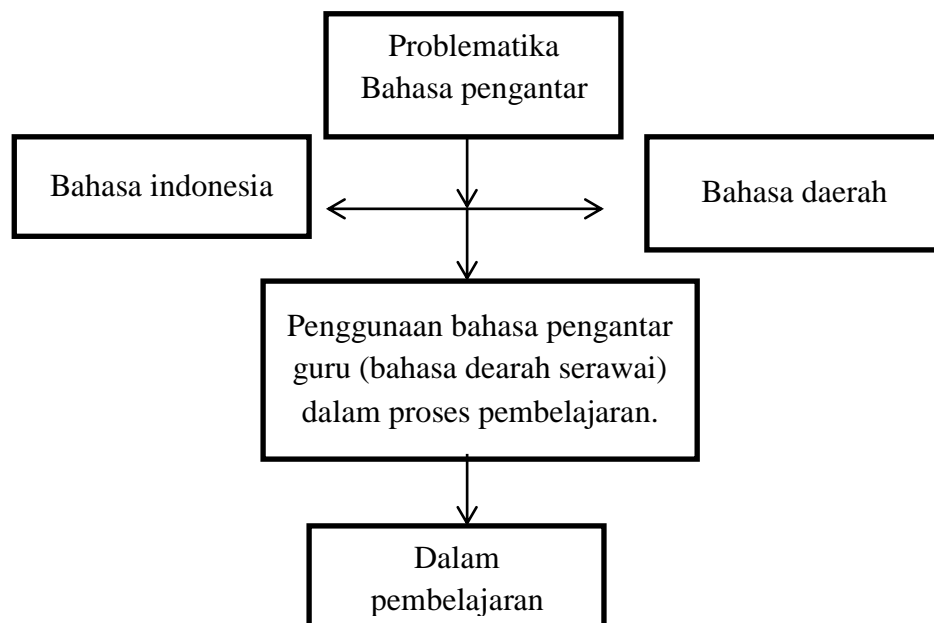 Problematika
Bahasa pengantar
Bahasa indonesia
Bahasa daerah
Penggunaan bahasa pengantar
guru (bahasa dearah serawai)
dalam proses pembelajaran.
Dalam
pembelajaran